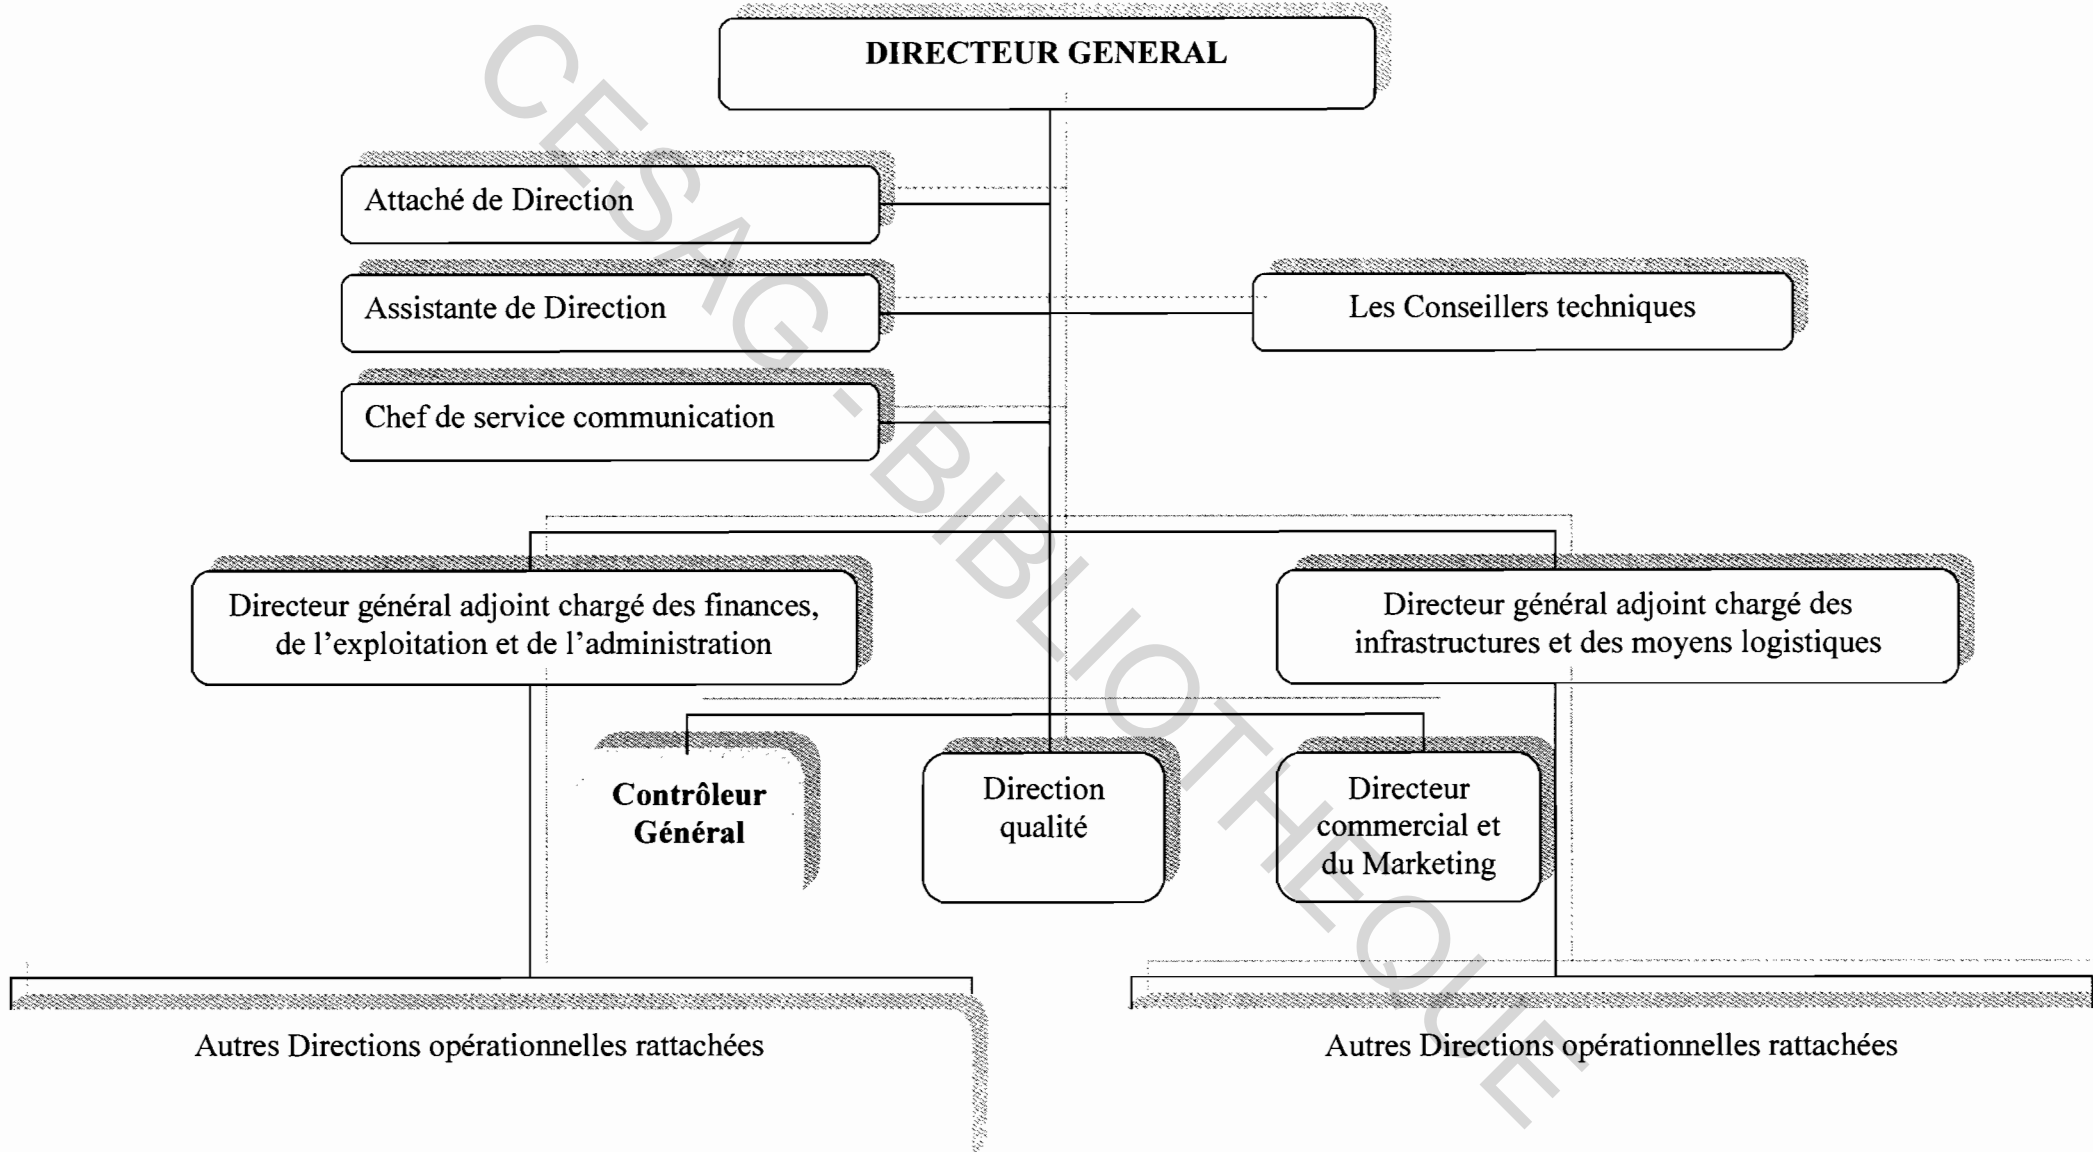 DIRECTEUR GENERAL
Attaché de Direction
Assistante de Direction
Les Conseillers techniques
Chef de service communication
Directeur général adjoint chargé des finances,
de l'exploitation et de l'administration
Directeur général adjoint chargé des
infrastructures et des moyens logistiques
Contrôleur
Général
Direction
qualité
Directeur
commercial et
du Marketing
Autres Directions opérationnelles rattachées
Autres Directions opérationnelles rattachées
CESAG - BIBLIOTHEQUE